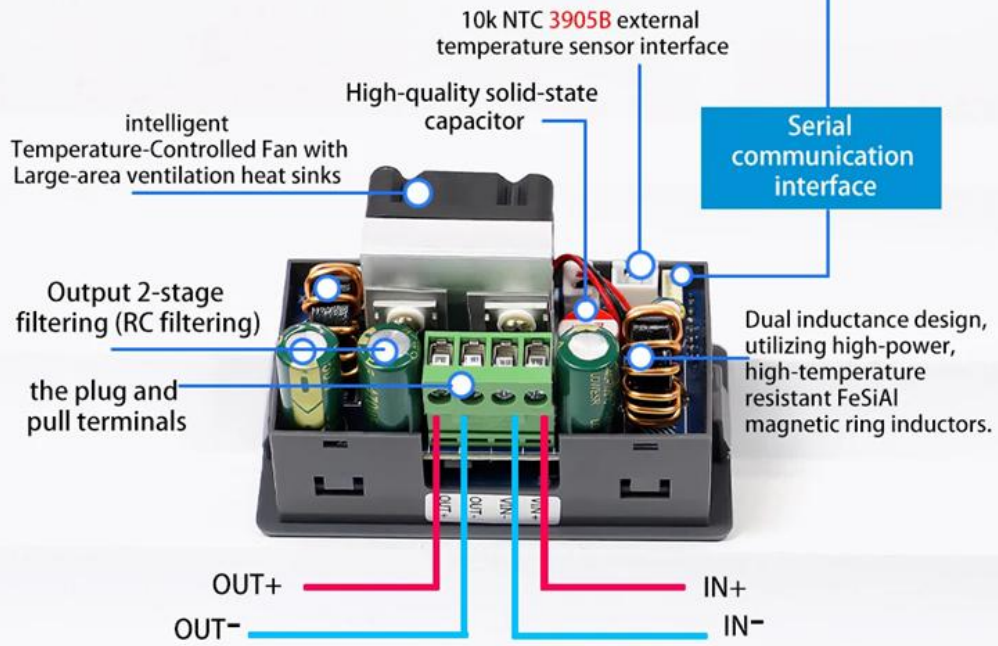 10k NTC 3905B external
temperature sensor interface
High-quality solid-state
capacitor
Serial
communication
interface
intelligent
Temperature-Controlled Fan with
Large-area ventilation heat sinks
Output 2-stage
filtering (RC filtering)
Dual inductance design,
utilizing high-power,
high-temperature
resistant FeSiAl
magnetic ring inductors.
the plug and
pull terminals
OUT+
OUT-
VIN-
VIN+
OUT+
IN+
OUT-
IN-